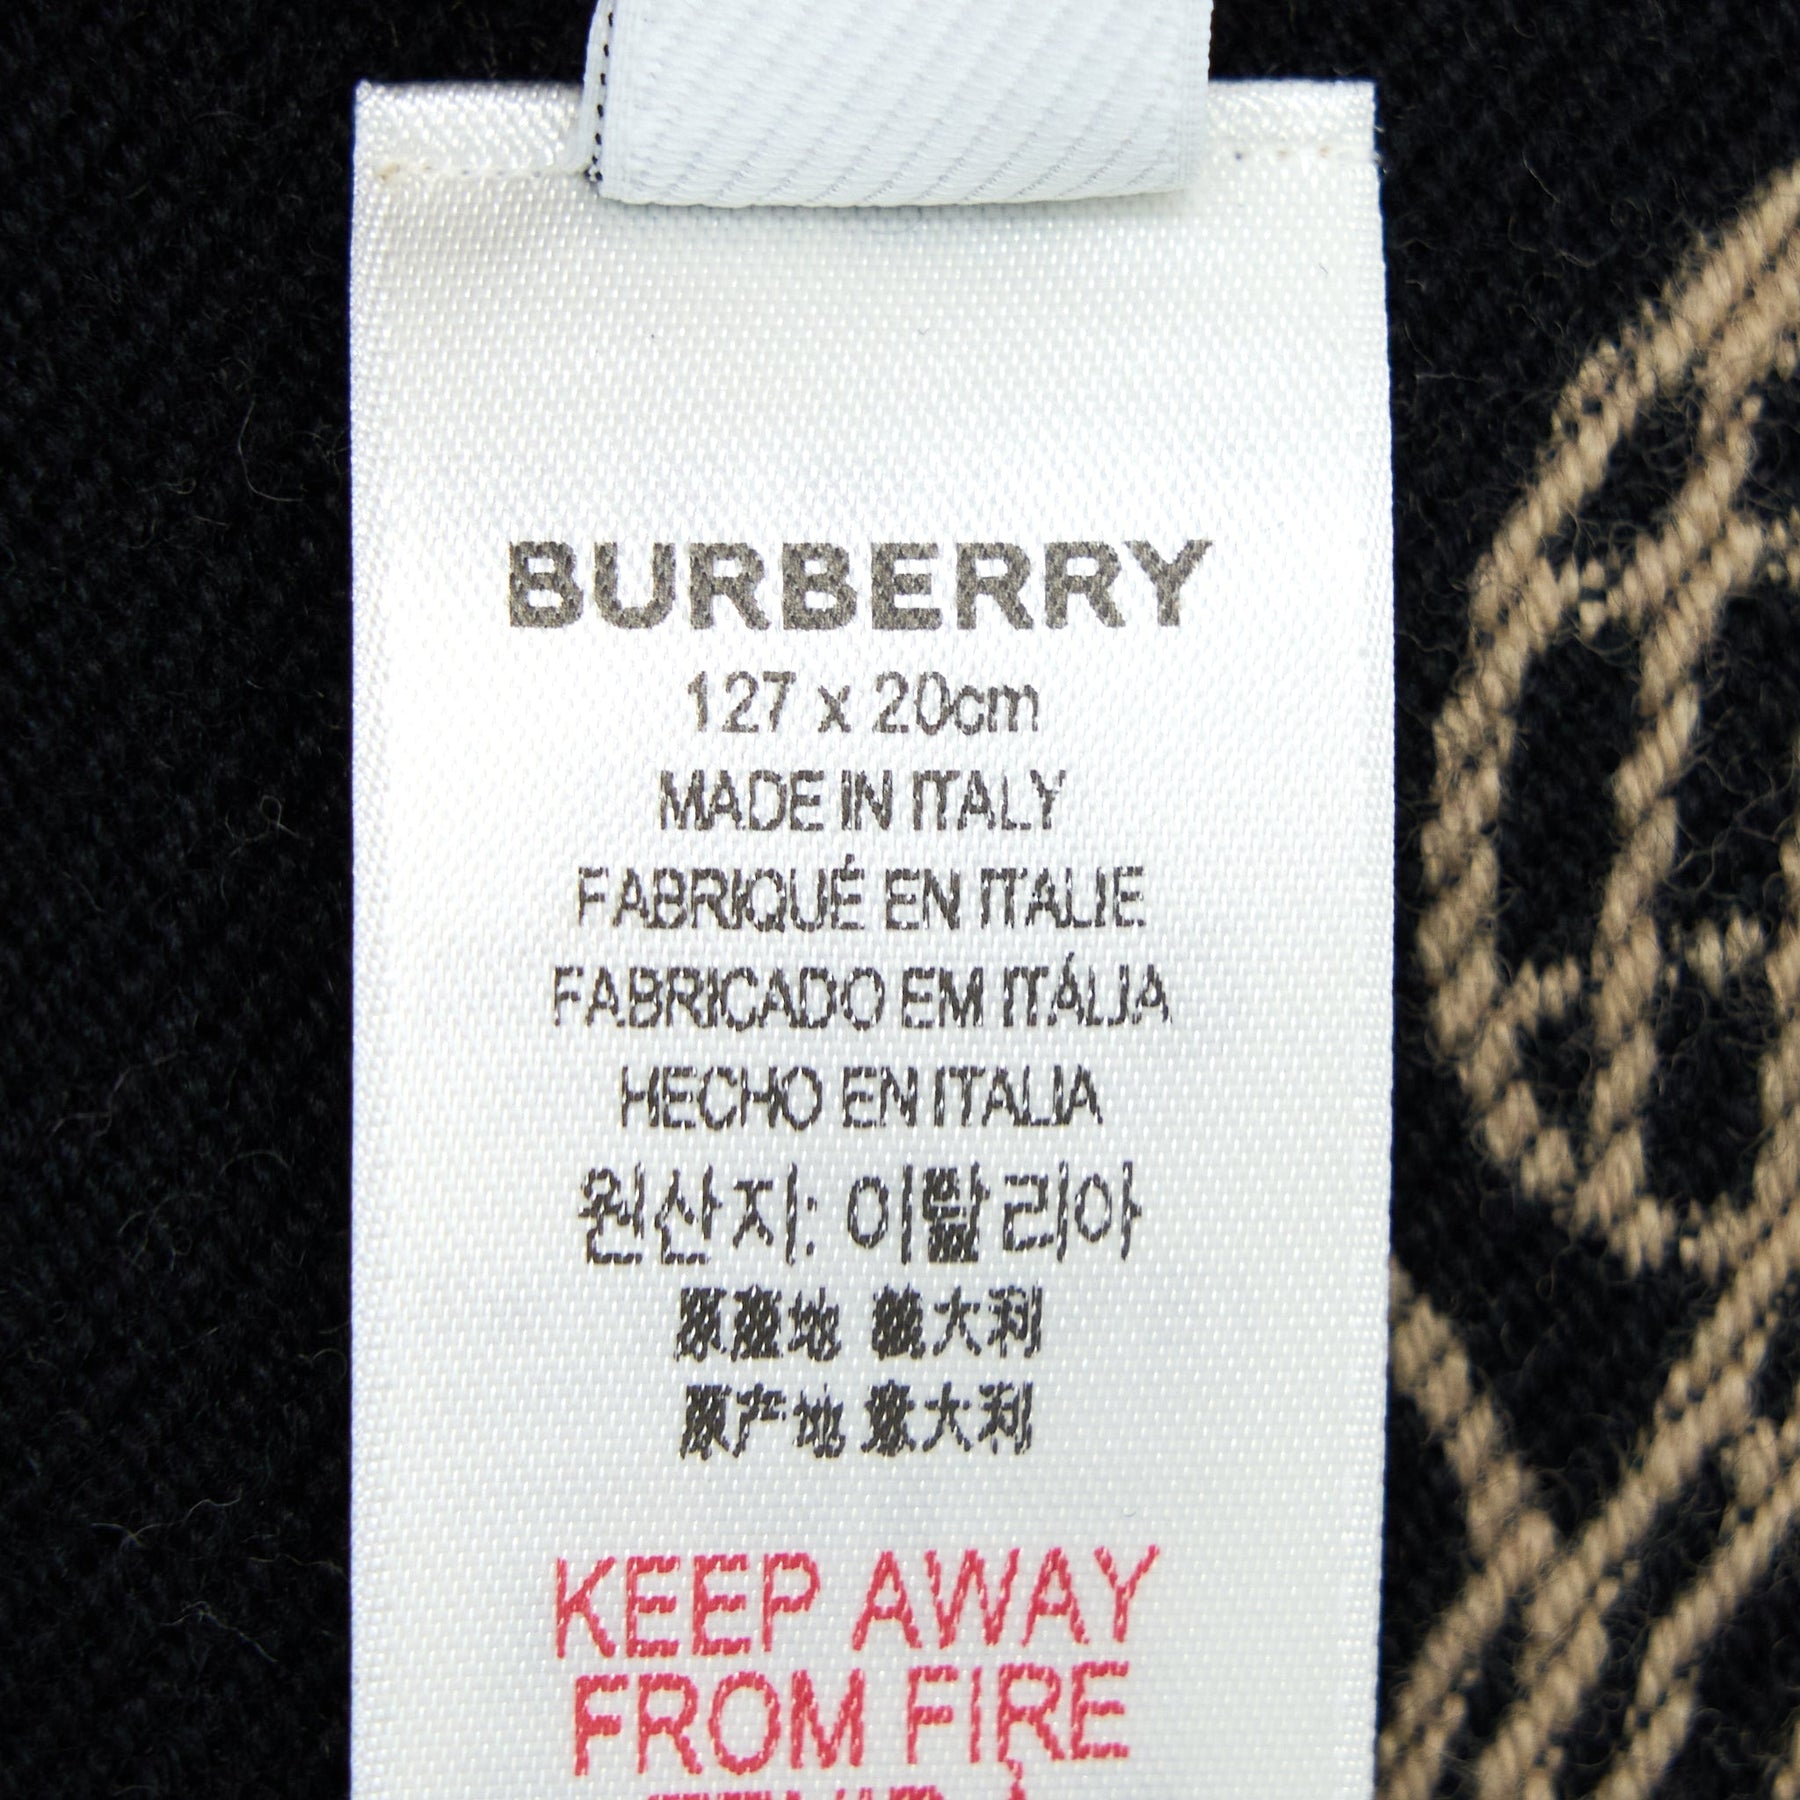 BURBERRY
127 x 20cm
MADE IN ITALY
FABRIQUÉ EN ITALIE
FABRICADO EM ITÁLIA
HECHO EN ITALIA
원산지: 이탈리아
原產地 義大利
原产地 意大利
KEEP AWAY
FROM FIRE